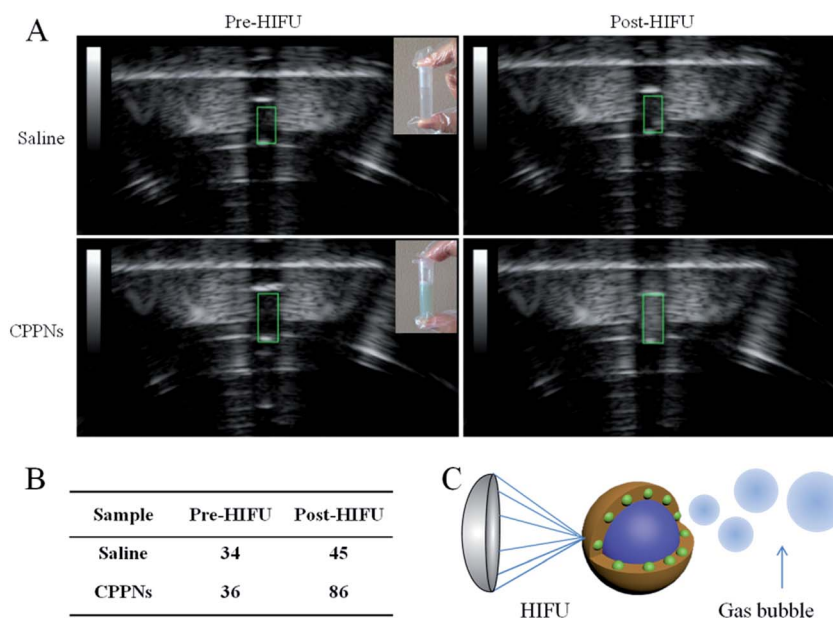 A
Pre-HIFU
Post-HIFU
Saline
CPPNs
B
Sample Pre-HIFU Post-HIFU
Saline 34 45
CPPNs 36 86
C
HIFU
Gas bubble